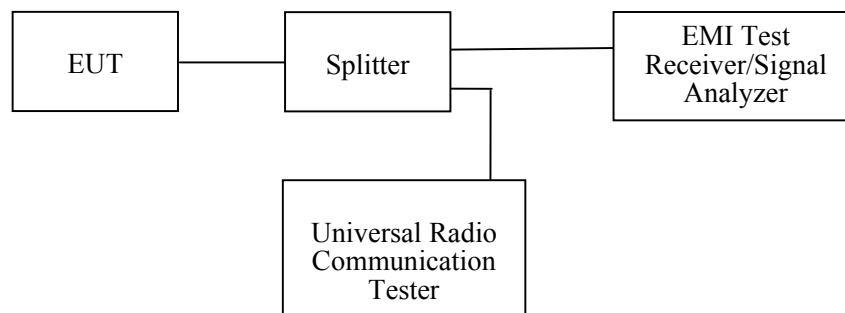 EUT
Splitter
EMI Test
Receiver/Signal
Analyzer
Universal Radio
Communication
Tester